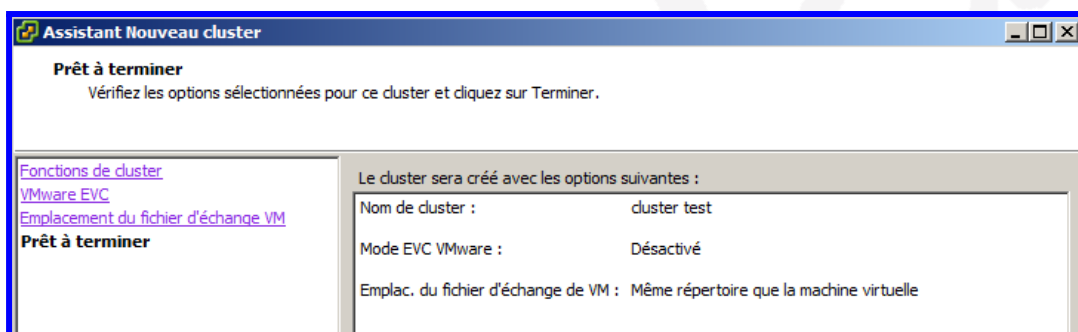 Assistant Nouveau cluster
Prêt à terminer
Vérifiez les options sélectionnées pour ce cluster et cliquez sur Terminer.
Fonctions de cluster
VMware EVC
Emplacement du fichier d'échange VM
Prêt à terminer
Le cluster sera créé avec les options suivantes :
Nom de cluster : cluster test
Mode EVC VMware : Désactivé
Emplac. du fichier d'échange de VM : Même répertoire que la machine virtuelle